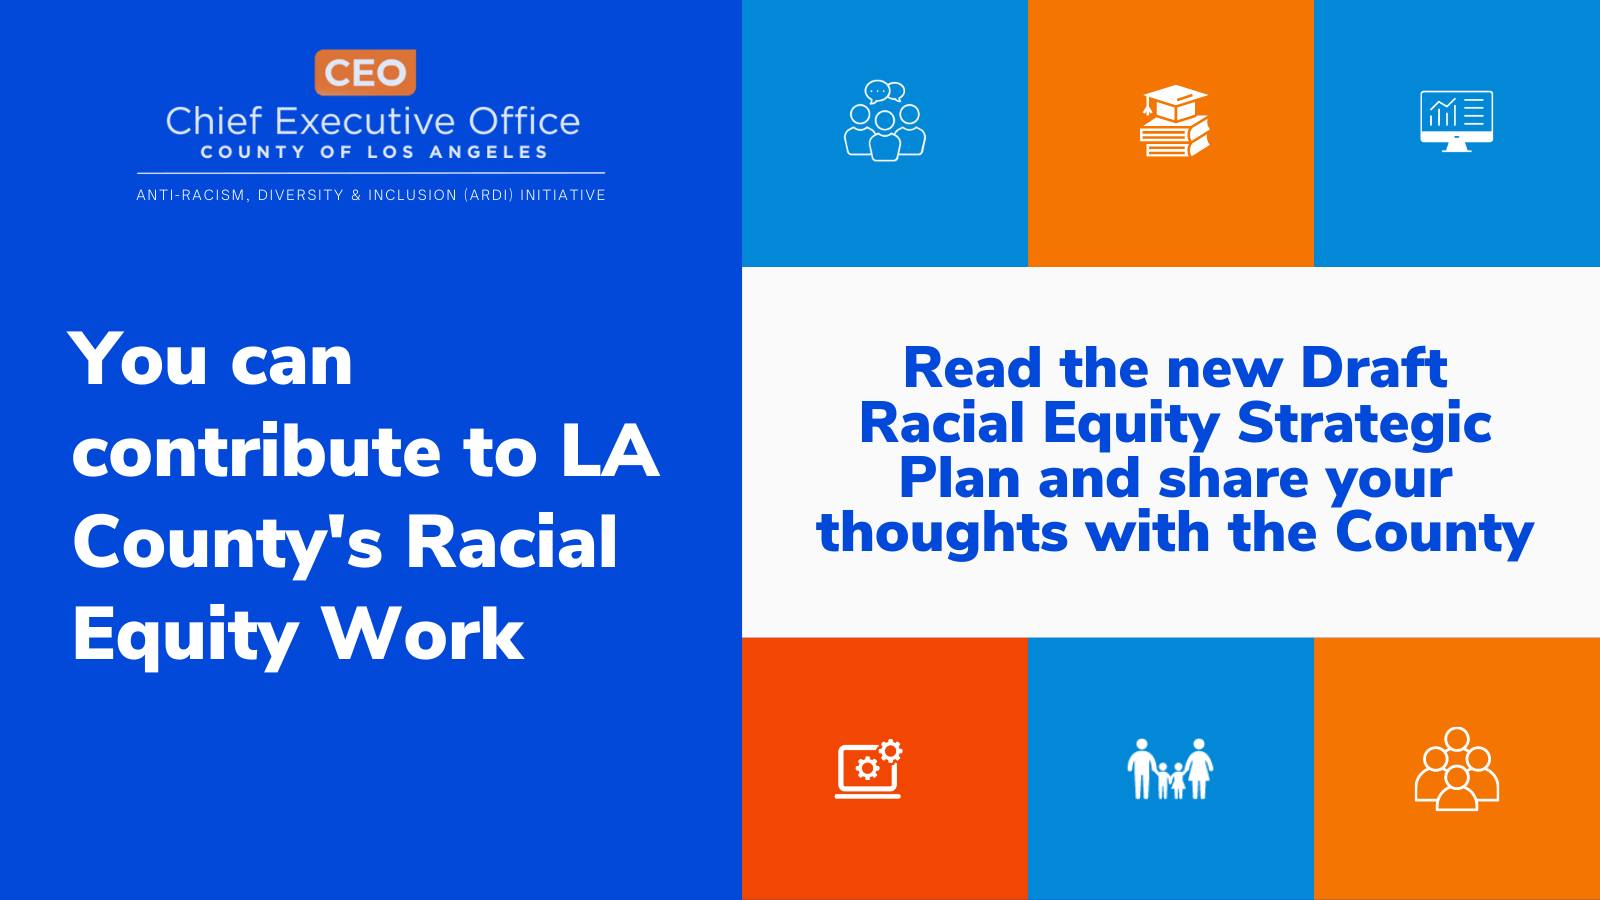 CEO
Chief Executive Office
COUNTY OF LOS ANGELES
ANTI-RACISM, DIVERSITY & INCLUSION (ARDI) INITIATIVE
You can
contribute to LA
County's Racial
Equity Work
Read the new Draft
Racial Equity Strategic
Plan and share your
thoughts with the County